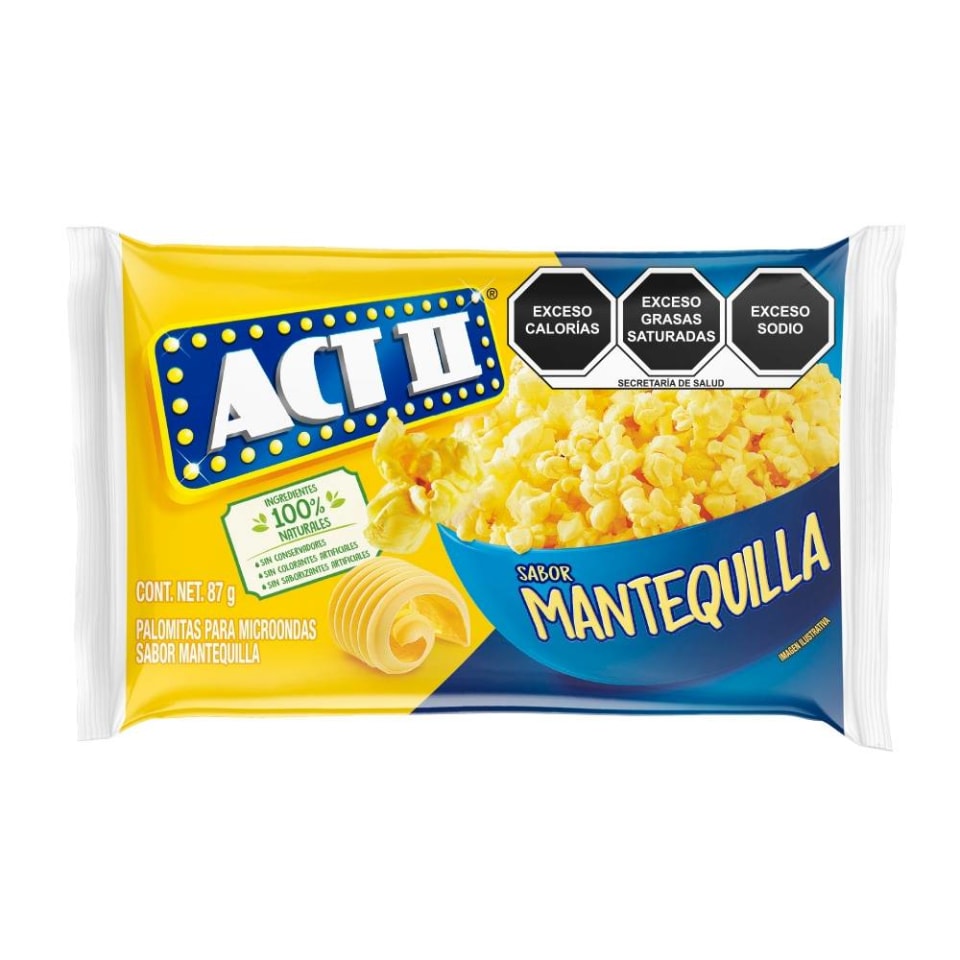 ACT II®
EXCESO
CALORÍAS
EXCESO
GRASAS
SATURADAS
EXCESO
SODIO
SECRETARÍA DE SALUD
INGREDIENTES
100%
NATURALES
• SIN CONSERVADORES
• SIN COLORANTES ARTIFICIALES
• SIN SABORIZANTES ARTIFICIALES
CONT. NET. 87 g
PALOMITAS PARA MICROONDAS
SABOR MANTEQUILLA
SABOR
MANTEQUILLA
IMAGEN ILUSTRATIVA